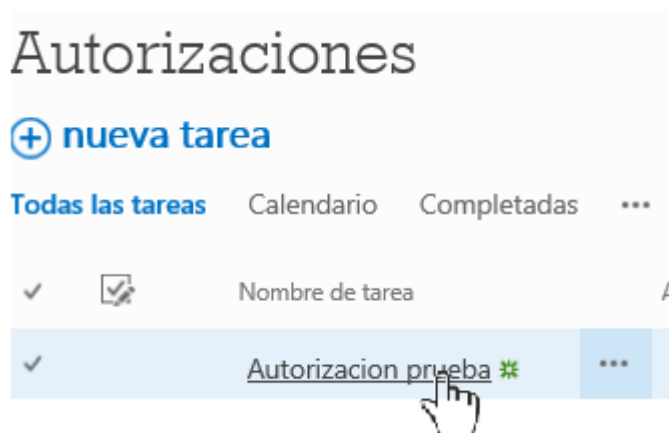 Autorizaciones
nueva tarea
Todas las tareas Calendario Completadas ...
Nombre de tarea
Autorizacion prueba ...